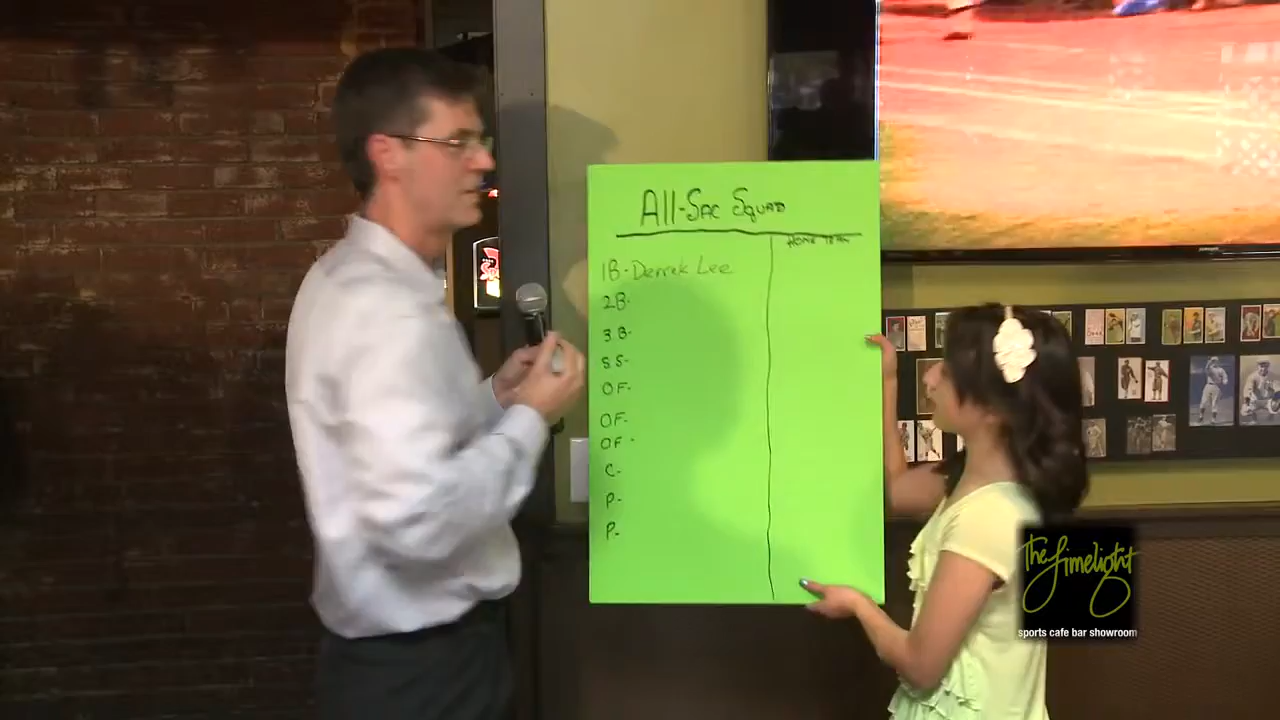 All-Sac Squad
Home Team
1B-Derrek Lee
2B-
3B-
SS-
OF-
OF-
OF-
C-
P-
P-
The Limelight
sports cafe bar showroom